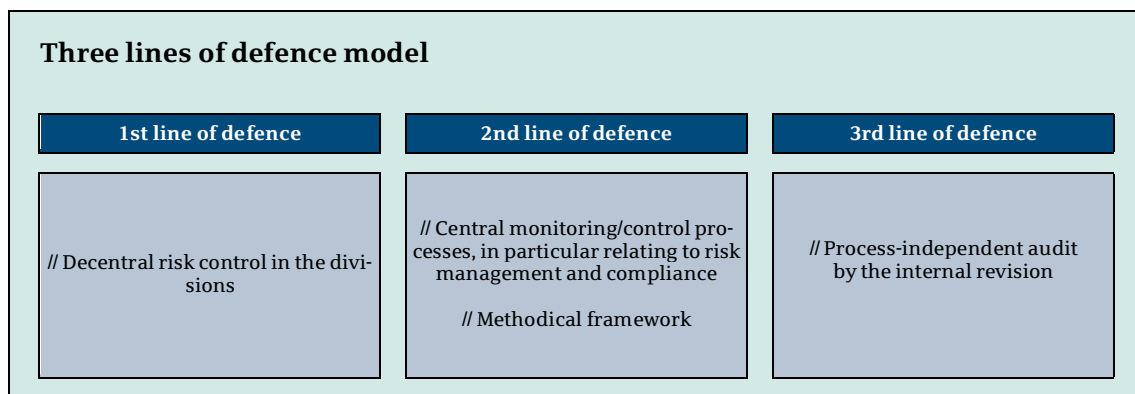 Three lines of defence model
1st line of defence
// Decentral risk control in the divi-
sions
2nd line of defence
// Central monitoring/control pro-
cesses, in particular relating to risk
management and compliance
// Methodical framework
3rd line of defence
// Process-independent audit
by the internal revision